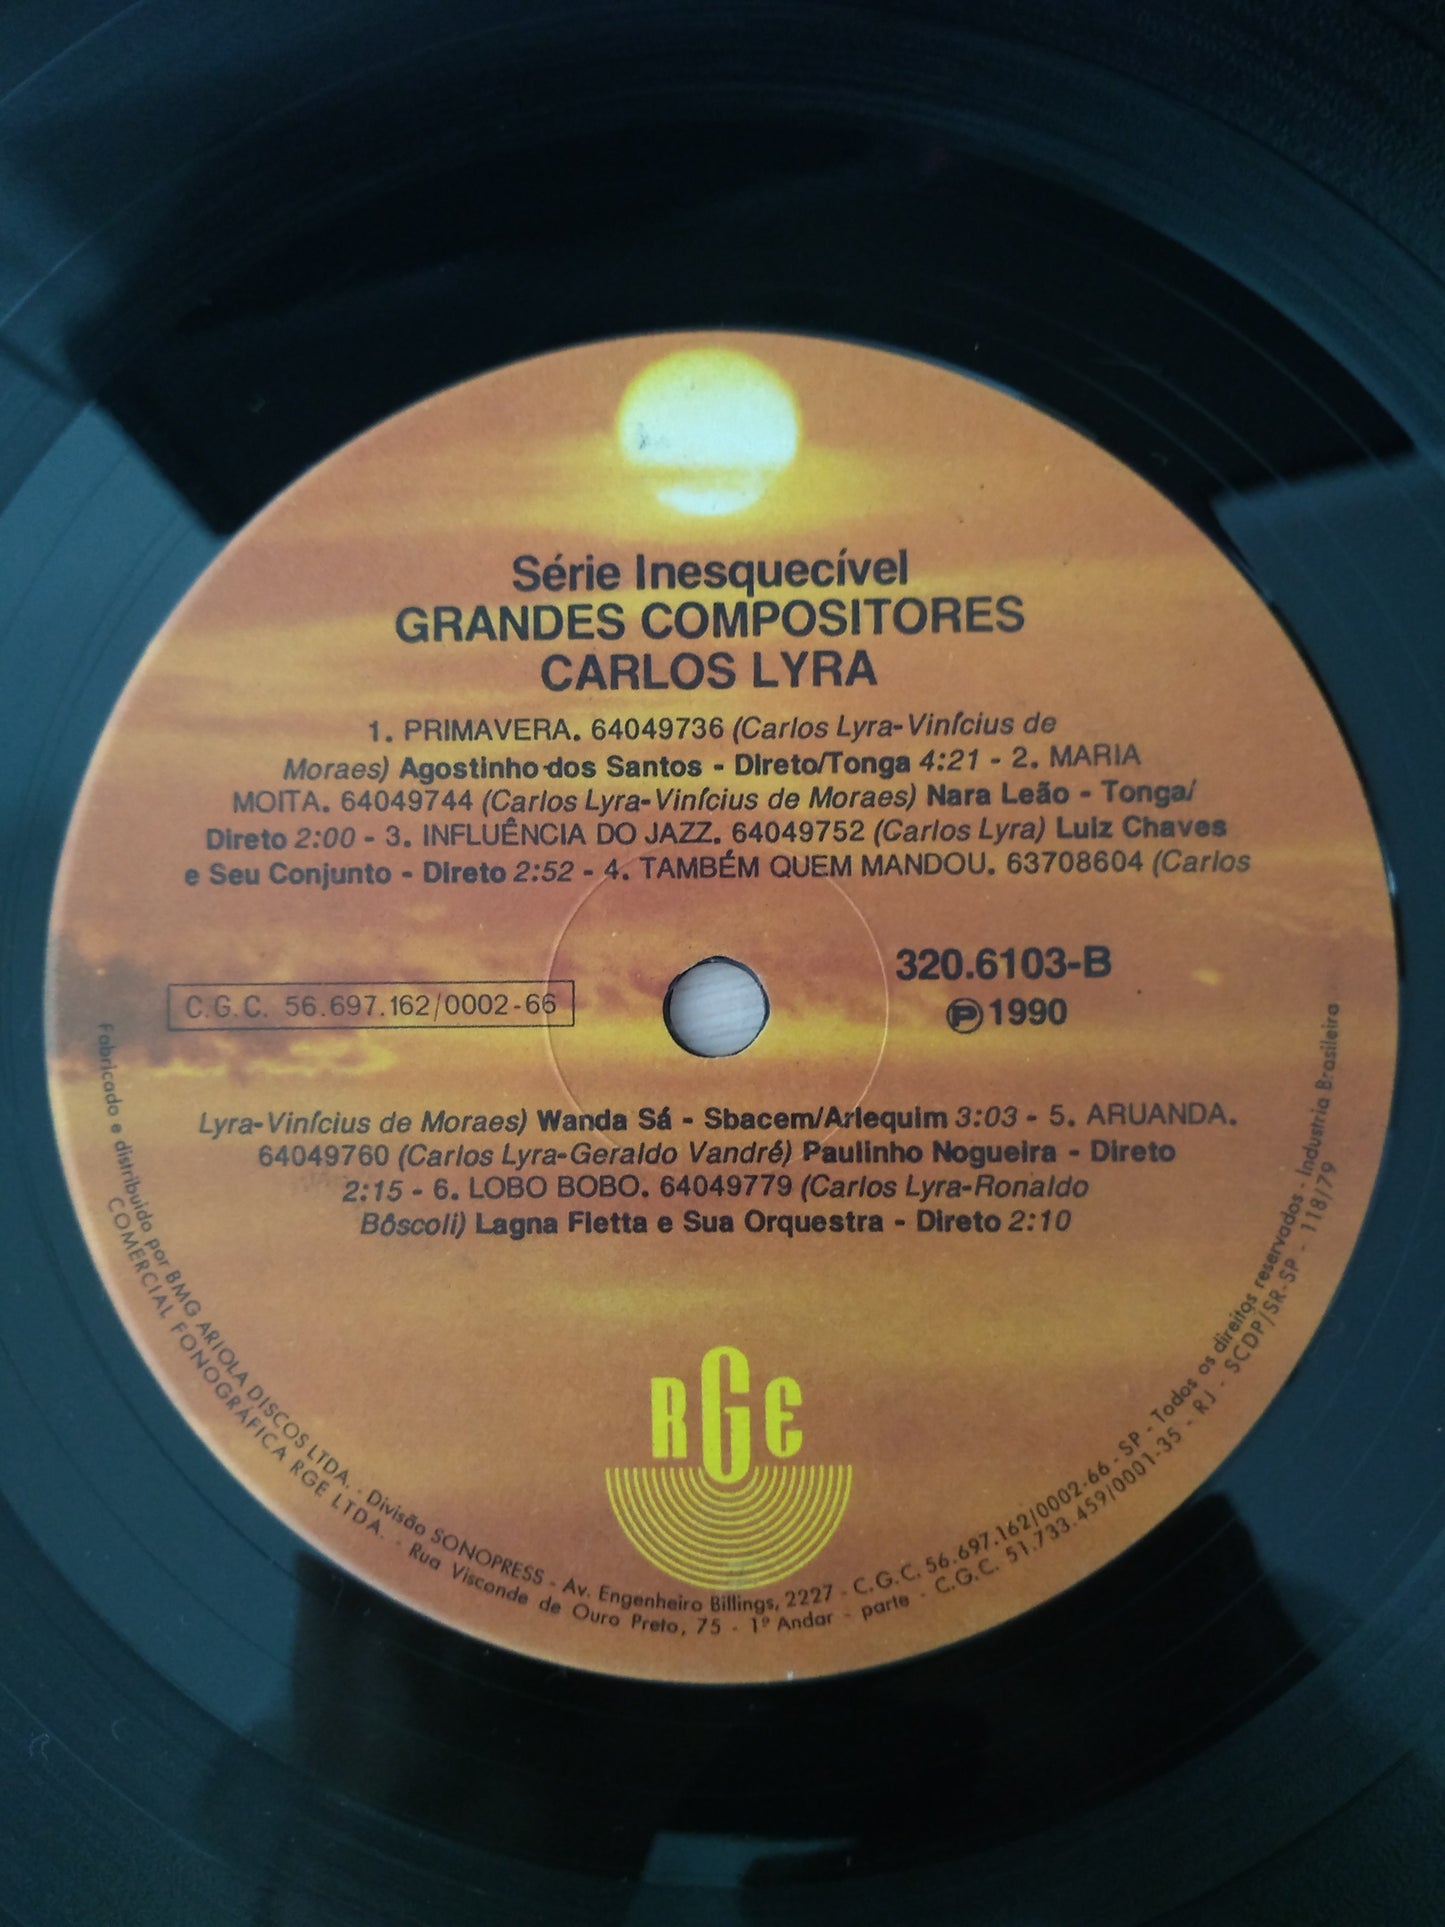 Série Inesquecível
GRANDES COMPOSITORES
CARLOS LYRA
1. PRIMAVERA. 64049736 (Carlos Lyra-Vinícius de
Moraes) Agostinho dos Santos - Direto/Tonga 4:21 - 2. MARIA
MOITA. 64049744 (Carlos Lyra-Vinícius de Moraes) Nara Leão - Tonga/
Direto 2:00 - 3. INFLUÊNCIA DO JAZZ. 64049752 (Carlos Lyra) Luiz Chaves
e Seu Conjunto - Direto 2:52 - 4. TAMBÉM QUEM MANDOU. 63708604 (Carlos
C.G.C. 56.697.162/0002-66
320.6103-B
℗ 1990
Lyra-Vinícius de Moraes) Wanda Sá - Sbacem/Arlequim 3:03 - 5. ARUANDA.
64049760 (Carlos Lyra-Geraldo Vandré) Paulinho Nogueira - Direto
2:15 - 6. LOBO BOBO. 64049779 (Carlos Lyra-Ronaldo
Bôscoli) Lagna Fietta e Sua Orquestra - Direto 2:10
RGE
Fabricado e distribuido por BMG ARIOLA DISCOS LTDA. - Divisão SONOPRESS - Av. Engenheiro Billings, 2227 - C.G.C. 56.697.162/0002-66 - SP - Todos os direitos reservados - Industria Brasileira
COMERCIAL FONOGRÁFICA RGE LTDA. - Rua Visconde de Ouro Preto, 75 - 1º Andar - parte - C.G.C. 51.733.459/0001-35 - RJ - SCDP/SR-SP - 118/79